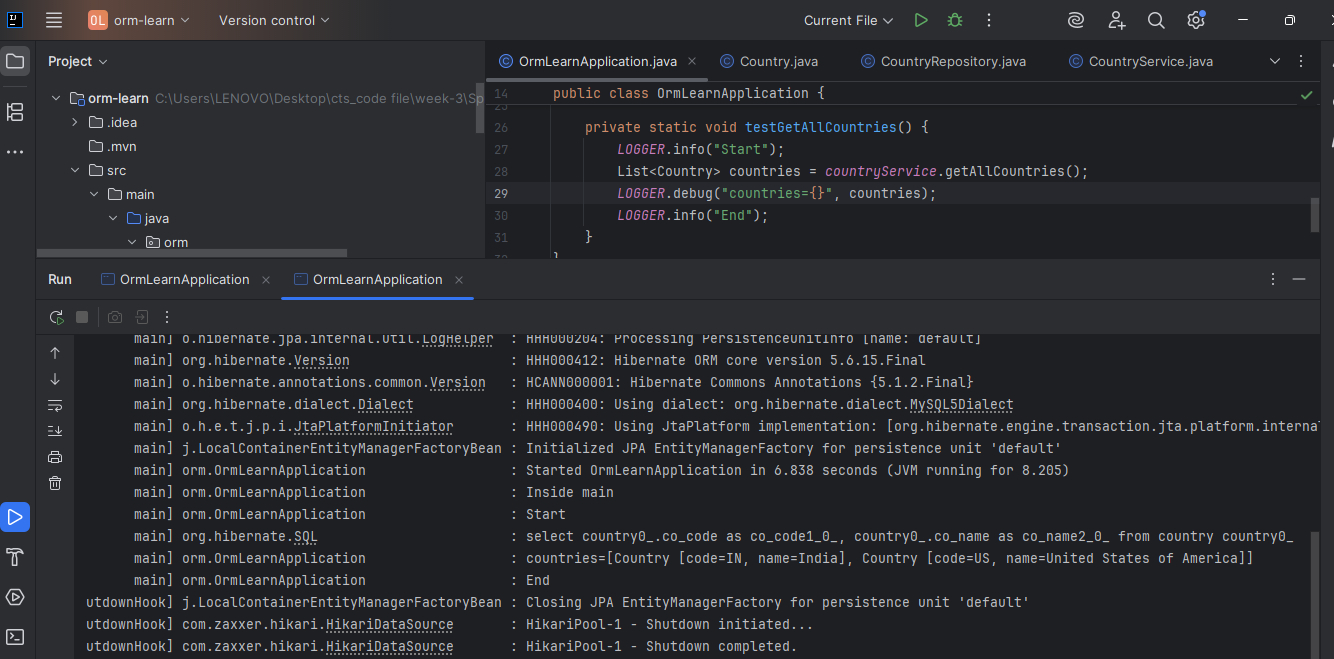 OL orm-learn Version control Current File
Project
orm-learn C:\Users\LENOVO\Desktop\cts_code file\week-3\Sp
.idea
.mvn
src
main
java
orm
OrmLearnApplication.java Country.java CountryRepository.java CountryService.java
14 public class OrmLearnApplication {
25
26 private static void testGetAllCountries() {
27 LOGGER.info("Start");
28 List<Country> countries = countryService.getAllCountries();
29 LOGGER.debug("countries={}", countries);
30 LOGGER.info("End");
31 }
32 }
Run OrmLearnApplication OrmLearnApplication
main] o.hibernate.jpa.internal.util.LogHelper : HHH000204: Processing PersistenceUnitInfo [name: default]
main] org.hibernate.Version : HHH000412: Hibernate ORM core version 5.6.15.Final
main] o.hibernate.annotations.common.Version : HCANN000001: Hibernate Commons Annotations {5.1.2.Final}
main] org.hibernate.dialect.Dialect : HHH000400: Using dialect: org.hibernate.dialect.MySQL5Dialect
main] o.h.e.t.j.p.i.JtaPlatformInitiator : HHH000490: Using JtaPlatform implementation: [org.hibernate.engine.transaction.jta.platform.interna
main] j.LocalContainerEntityManagerFactoryBean : Initialized JPA EntityManagerFactory for persistence unit 'default'
main] orm.OrmLearnApplication : Started OrmLearnApplication in 6.838 seconds (JVM running for 8.205)
main] orm.OrmLearnApplication : Inside main
main] orm.OrmLearnApplication : Start
main] org.hibernate.SQL : select country0_.co_code as co_code1_0_, country0_.co_name as co_name2_0_ from country country0_
main] orm.OrmLearnApplication : countries=[Country [code=IN, name=India], Country [code=US, name=United States of America]]
main] orm.OrmLearnApplication : End
utdownHook] j.LocalContainerEntityManagerFactoryBean : Closing JPA EntityManagerFactory for persistence unit 'default'
utdownHook] com.zaxxer.hikari.HikariDataSource : HikariPool-1 - Shutdown initiated...
utdownHook] com.zaxxer.hikari.HikariDataSource : HikariPool-1 - Shutdown completed.